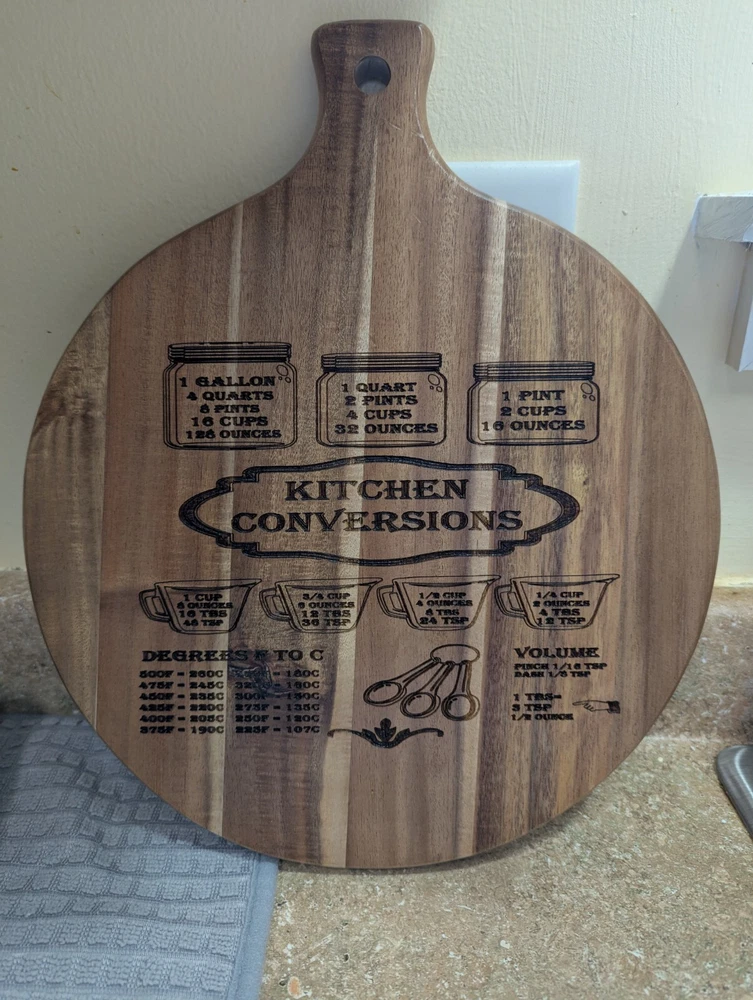 1 GALLON
4 QUARTS
8 PINTS
16 CUPS
128 OUNCES
1 QUART
2 PINTS
4 CUPS
32 OUNCES
1 PINT
2 CUPS
16 OUNCES
KITCHEN
CONVERSIONS
1 CUP
8 OUNCES
16 TBS
48 TSP
3/4 CUP
6 OUNCES
12 TBS
36 TSP
1/2 CUP
4 OUNCES
8 TBS
24 TSP
1/4 CUP
2 OUNCES
4 TBS
12 TSP
DEGREES F TO C
500F = 260C = 180C
475F = 245C
450F = 235C 300F = 150C
425F = 220C 275F = 135C
400F = 205C 250F = 120C
375F = 190C 225F = 107C
VOLUME
PINCH 1/16 TSP
DASH 1/8 TSP
1 TBS=
3 TSP
1/2 OUNCE